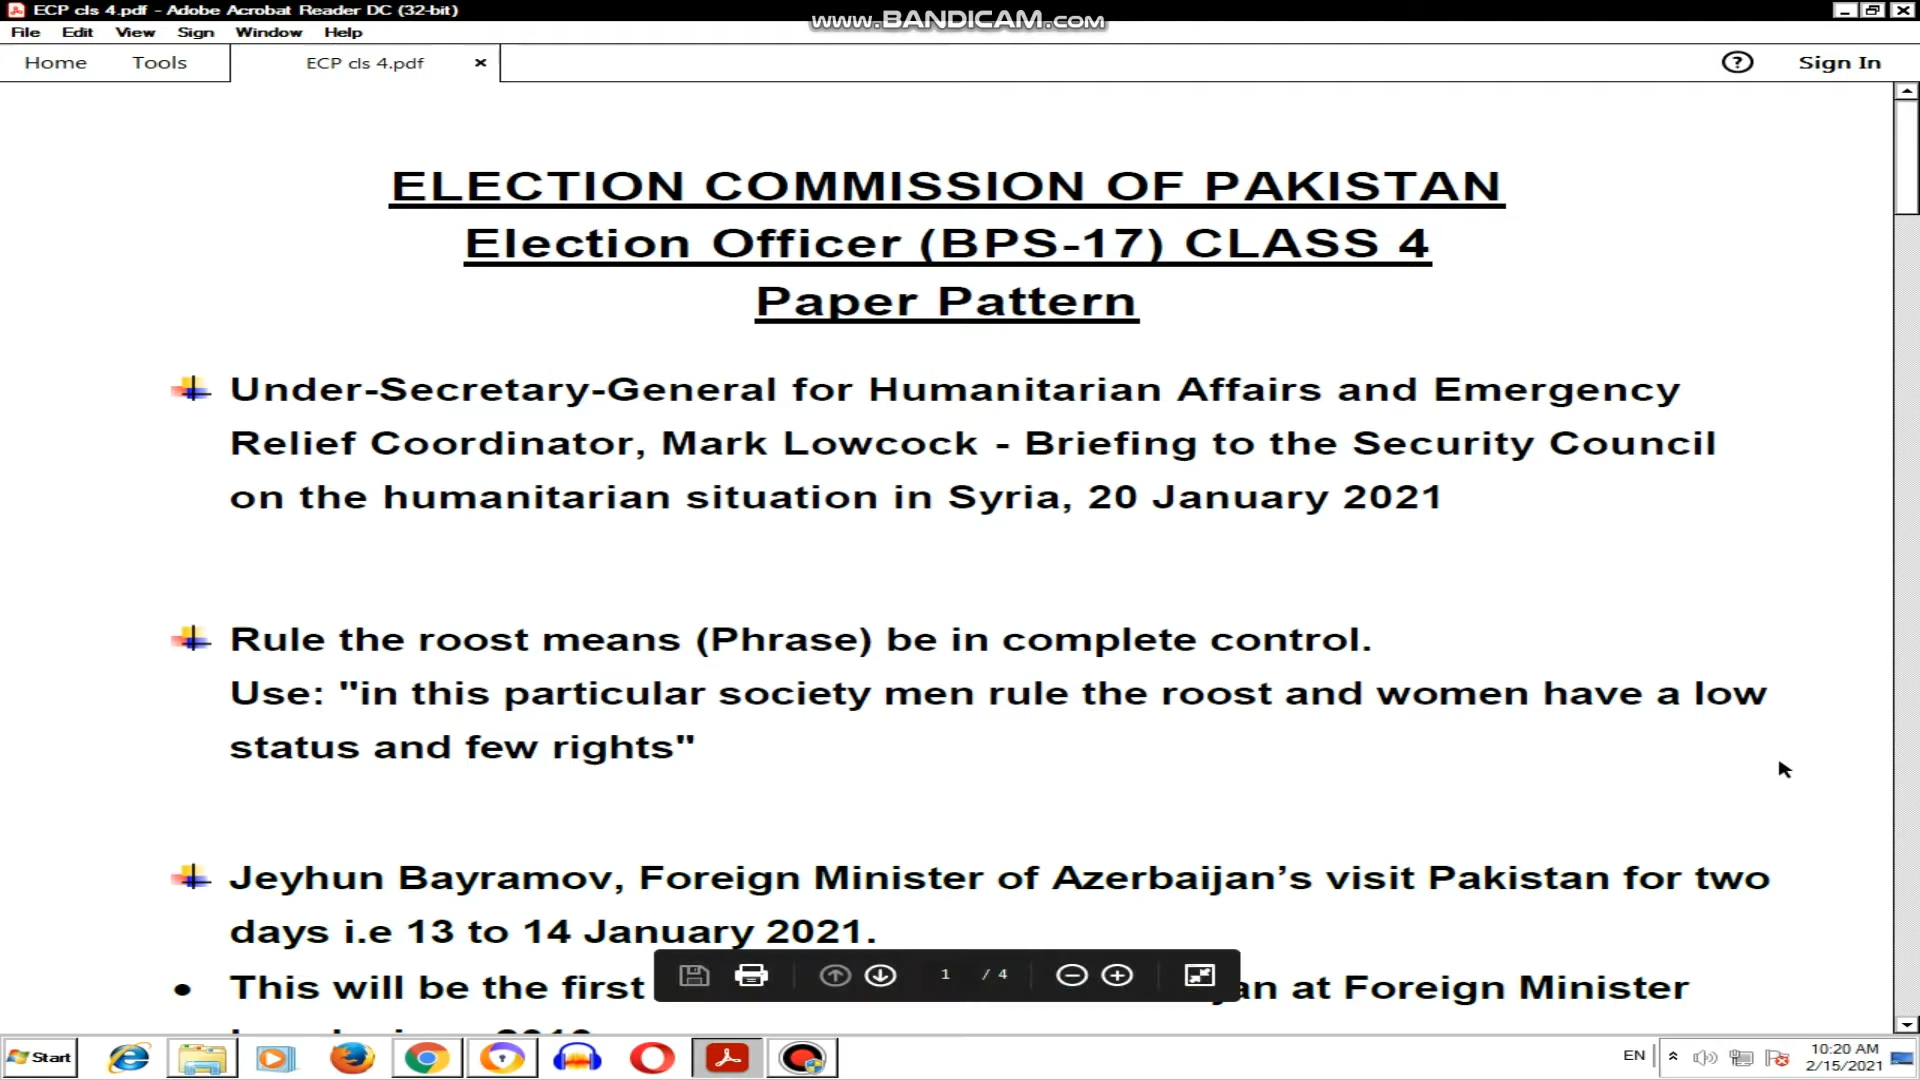 ECP cls 4.pdf - Adobe Acrobat Reader DC (32-bit)
www.BANDICAM.com
File Edit View Sign Window Help
Home Tools ECP cls 4.pdf × ? Sign In
ELECTION COMMISSION OF PAKISTAN
Election Officer (BPS-17) CLASS 4
Paper Pattern
Under-Secretary-General for Humanitarian Affairs and Emergency
Relief Coordinator, Mark Lowcock - Briefing to the Security Council
on the humanitarian situation in Syria, 20 January 2021
Rule the roost means (Phrase) be in complete control.
Use: "in this particular society men rule the roost and women have a low
status and few rights"
Jeyhun Bayramov, Foreign Minister of Azerbaijan’s visit Pakistan for two
days i.e 13 to 14 January 2021.
• This will be the first at Foreign Minister
1 / 4
Start EN 10:20 AM
2/15/2021